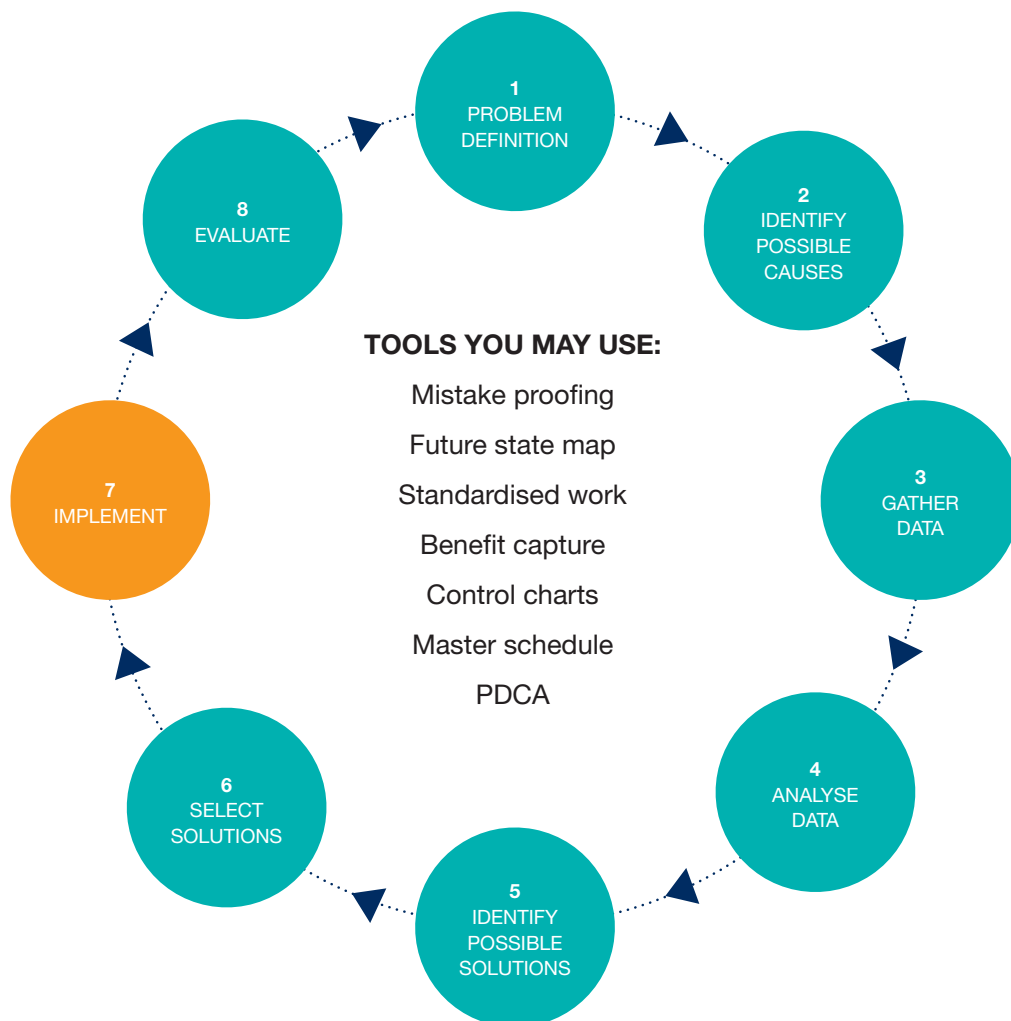 1
PROBLEM
DEFINITION
2
IDENTIFY
POSSIBLE
CAUSES
3
GATHER
DATA
4
ANALYSE
DATA
5
IDENTIFY
POSSIBLE
SOLUTIONS
6
SELECT
SOLUTIONS
7
IMPLEMENT
8
EVALUATE
TOOLS YOU MAY USE:
Mistake proofing
Future state map
Standardised work
Benefit capture
Control charts
Master schedule
PDCA